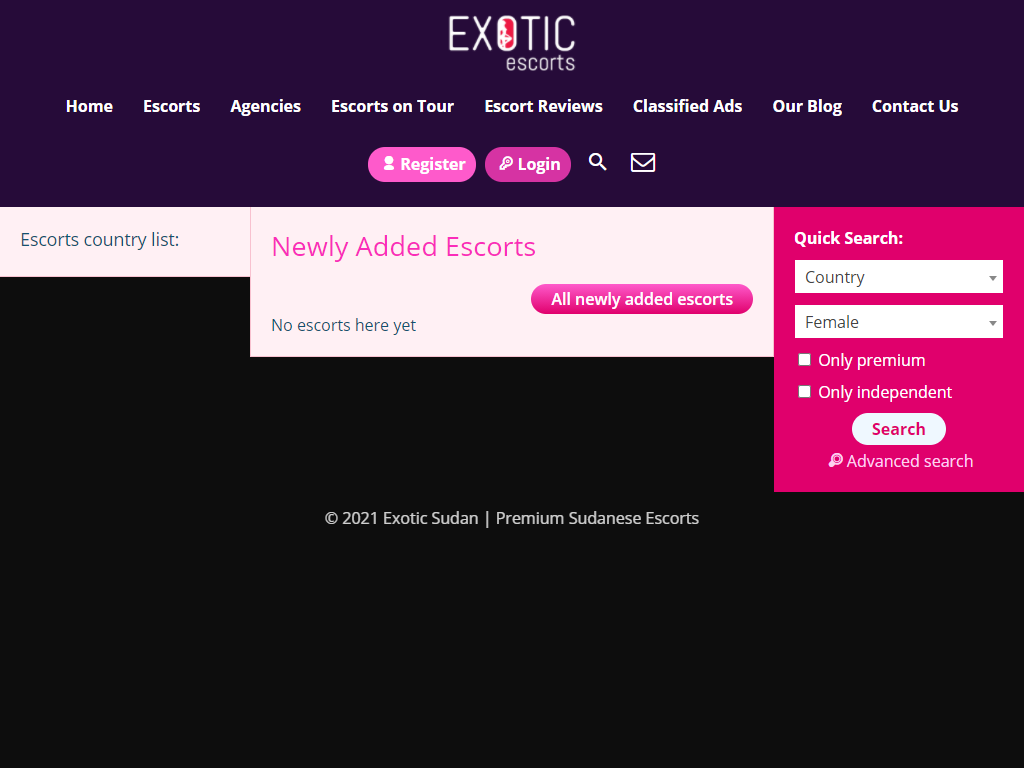 EXOTIC
escorts
Home Escorts Agencies Escorts on Tour Escort Reviews Classified Ads Our Blog Contact Us
Register Login
Escorts country list:
Newly Added Escorts
All newly added escorts
No escorts here yet
Quick Search:
Country
Female
Only premium
Only independent
Search
Advanced search
© 2021 Exotic Sudan | Premium Sudanese Escorts